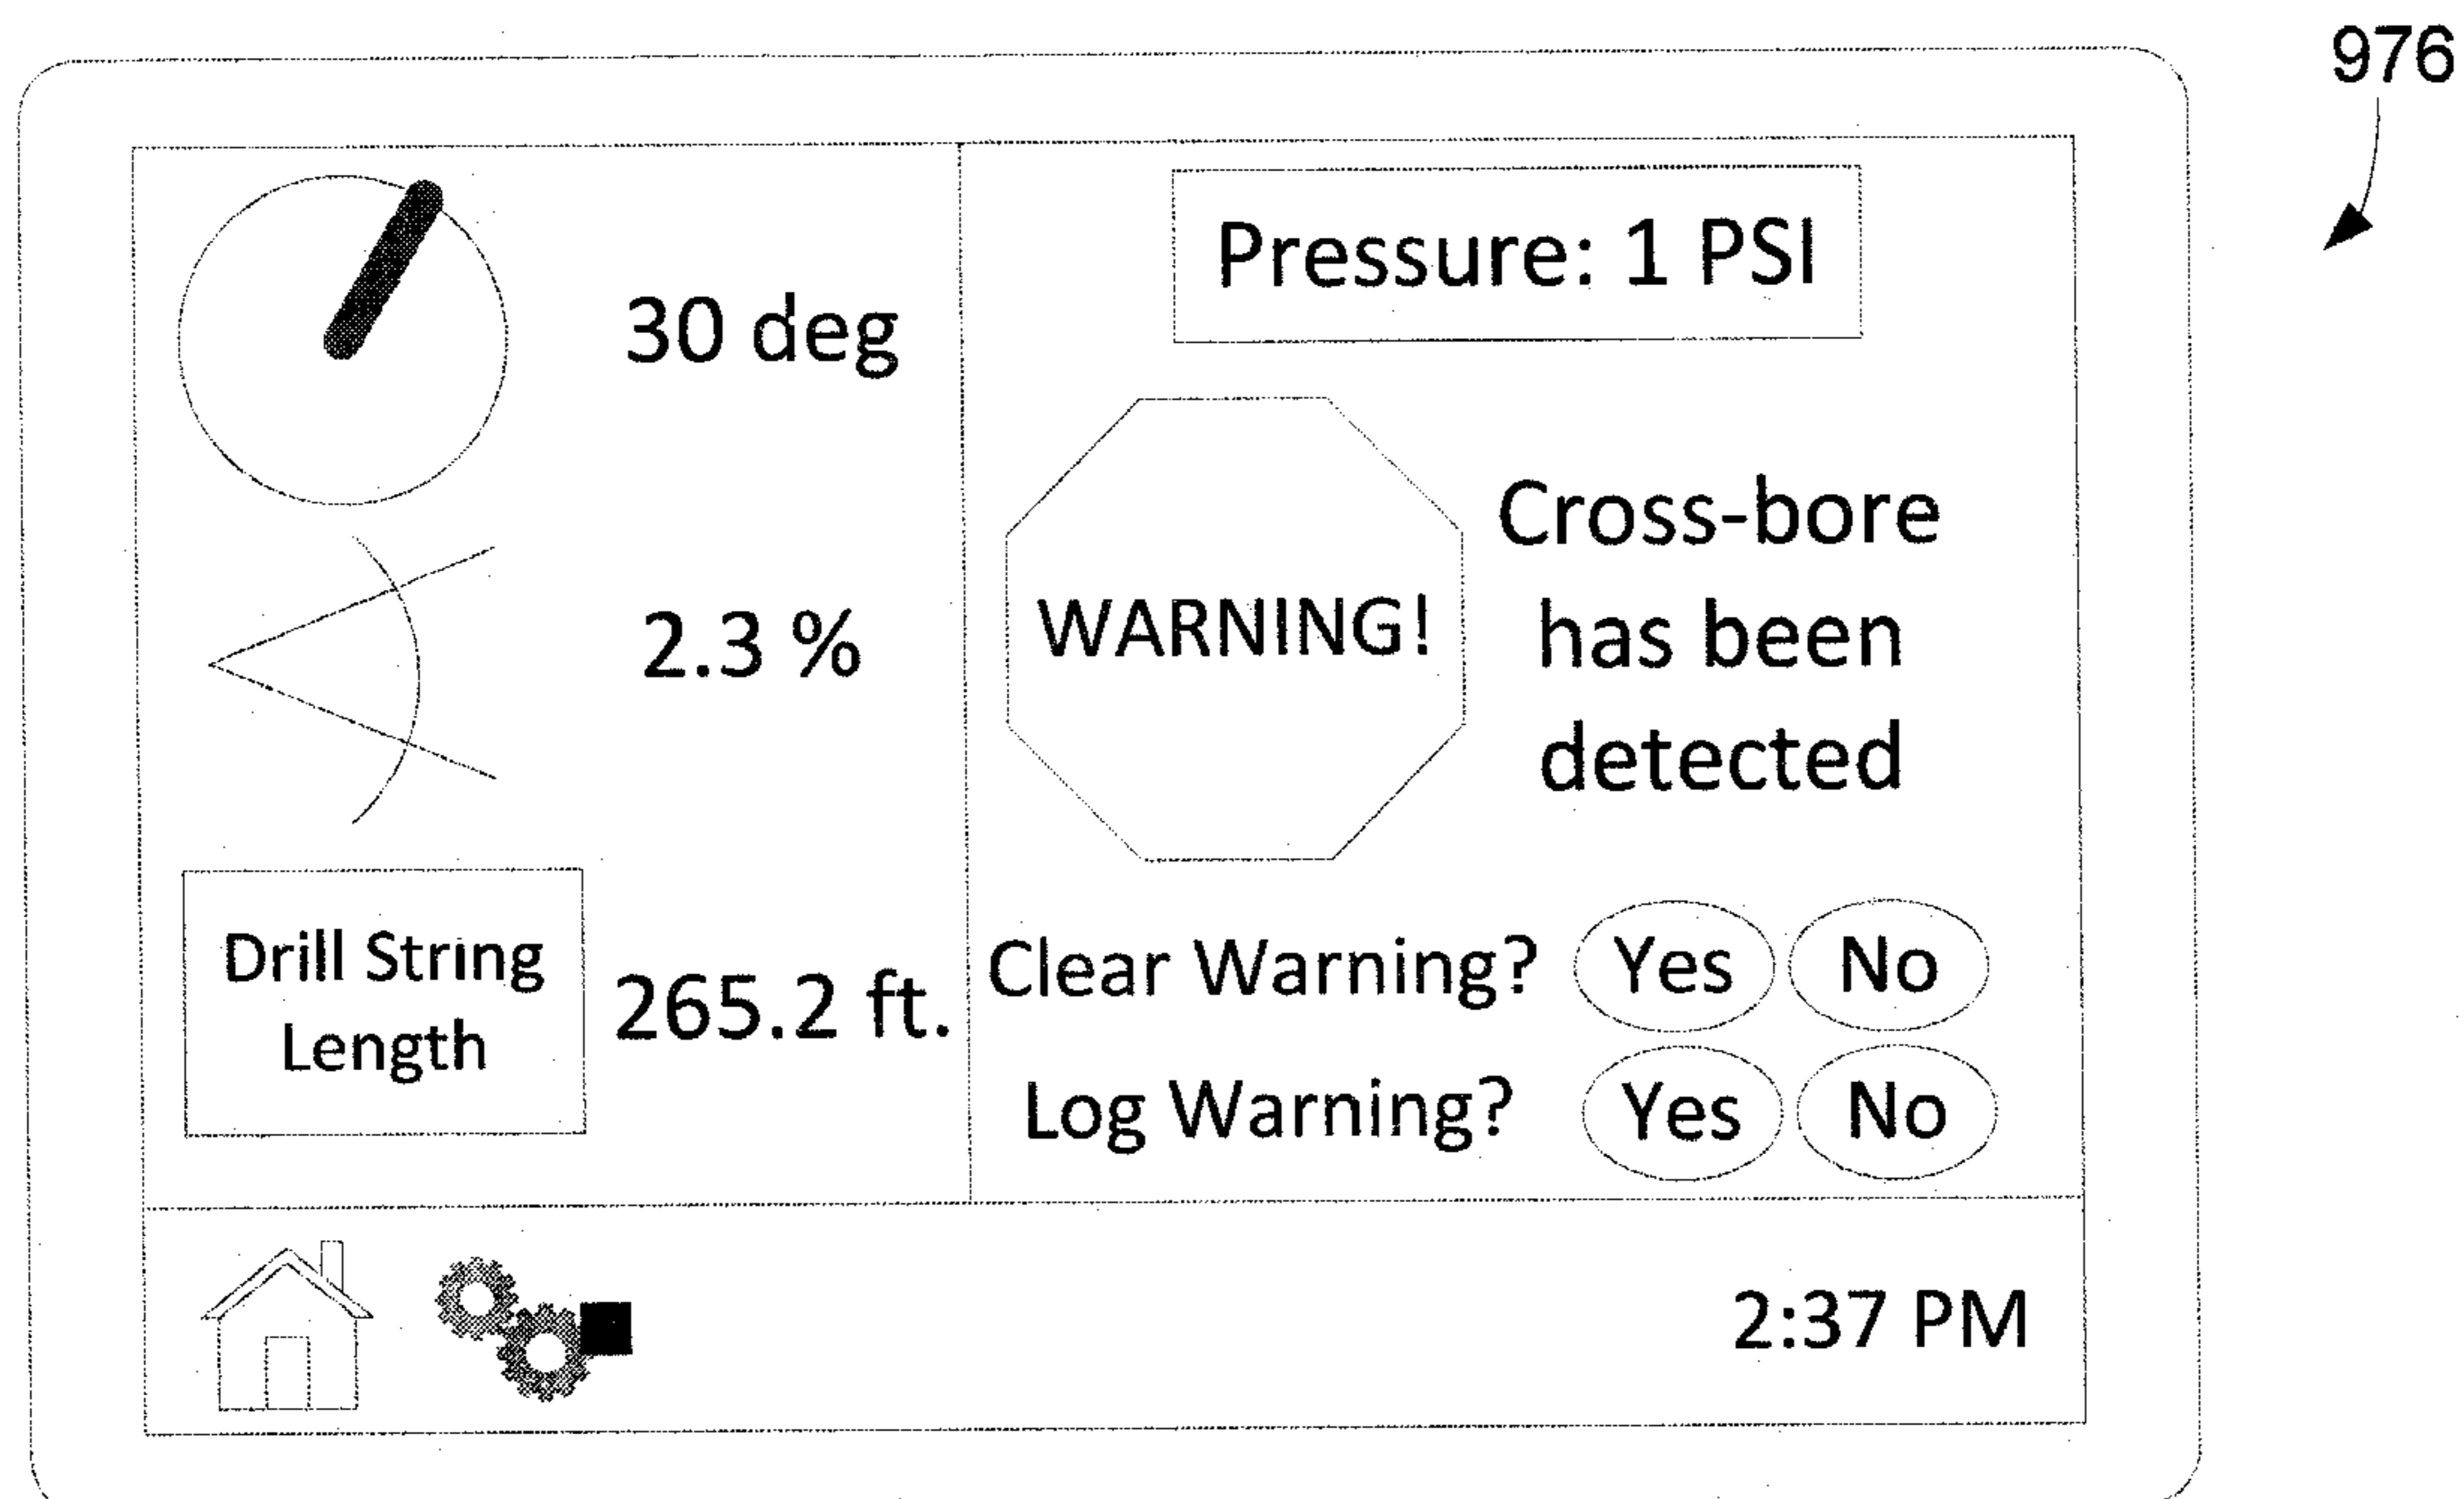 976
30 deg
2.3 %
Drill String
Length
265.2 ft.
Pressure: 1 PSI
WARNING!
Cross-bore
has been
detected
Clear Warning? Yes No
Log Warning? Yes No
2:37 PM